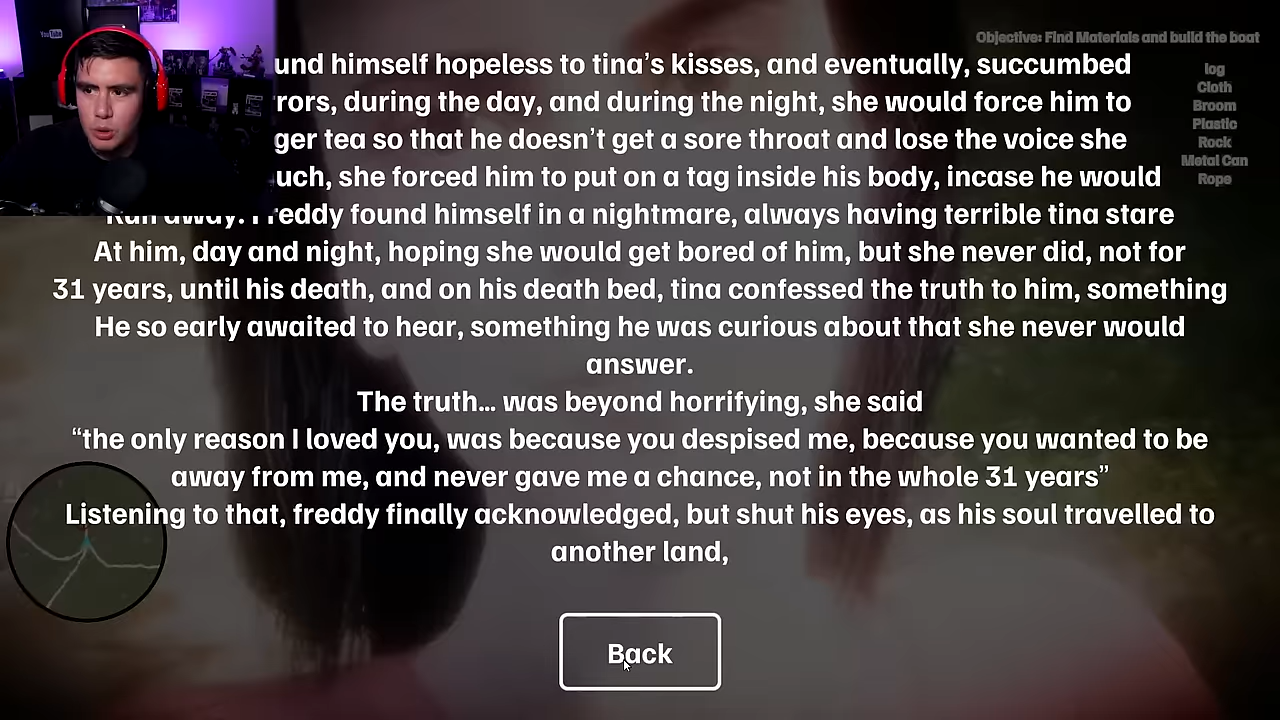 YouTube
Objective: Find Materials and build the boat
log
Cloth
Broom
Plastic
Rock
Metal Can
Rope
und himself hopeless to tina's kisses, and eventually, succumbed
rrors, during the day, and during the night, she would force him to
ger tea so that he doesn't get a sore throat and lose the voice she
uch, she forced him to put on a tag inside his body, incase he would
Run away. Freddy found himself in a nightmare, always having terrible tina stare
At him, day and night, hoping she would get bored of him, but she never did, not for
31 years, until his death, and on his death bed, tina confessed the truth to him, something
He so early awaited to hear, something he was curious about that she never would
answer.
The truth... was beyond horrifying, she said
“the only reason I loved you, was because you despised me, because you wanted to be
away from me, and never gave me a chance, not in the whole 31 years”
Listening to that, freddy finally acknowledged, but shut his eyes, as his soul travelled to
another land,
Back